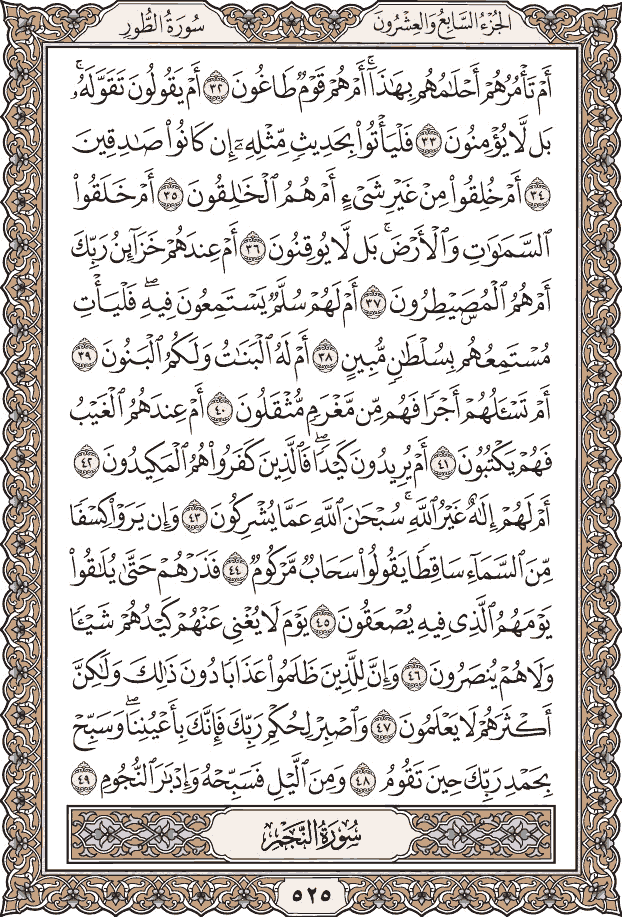 الجُزْءُ السَّابِعُ وَالعِشْرُونَ
سُورَةُ الطُّورِ
أَمْ تَأْمُرُهُمْ أَحْلَٰمُهُم بِهَٰذَآۚ أَمْ هُمْ قَوْمٌ طَاغُونَ ٣٢ أَمْ يَقُولُونَ تَقَوَّلَهُۥۚ
بَل لَّا يُؤْمِنُونَ ٣٣ فَلْيَأْتُوا۟ بِحَدِيثٍ مِّثْلِهِۦٓ إِن كَانُوا۟ صَٰدِقِينَ
٣٤ أَمْ خُلِقُوا۟ مِنْ غَيْرِ شَىْءٍ أَمْ هُمُ ٱلْخَٰلِقُونَ ٣٥ أَمْ خَلَقُوا۟
ٱلسَّمَٰوَٰتِ وَٱلْأَرْضَۚ بَل لَّا يُوقِنُونَ ٣٦ أَمْ عِندَهُمْ خَزَآئِنُ رَبِّكَ
أَمْ هُمُ ٱلْمُصَۣيْطِرُونَ ٣٧ أَمْ لَهُمْ سُلَّمٌ يَسْتَمِعُونَ فِيهِۖ فَلْيَأْتِ
مُسْتَمِعُهُم بِسُلْطَٰنٍ مُّبِينٍ ٣٨ أَمْ لَهُ ٱلْبَنَٰتُ وَلَكُمُ ٱلْبَنُونَ ٣٩
أَمْ تَسْـَٔلُهُمْ أَجْرًا فَهُم مِّن مَّغْرَمٍ مُّثْقَلُونَ ٤٠ أَمْ عِندَهُمُ ٱلْغَيْبُ
فَهُمْ يَكْتُبُونَ ٤١ أَمْ يُرِيدُونَ كَيْدًاۖ فَٱلَّذِينَ كَفَرُوا۟ هُمُ ٱلْمَكِيدُونَ ٤٢
أَمْ لَهُمْ إِلَٰهٌ غَيْرُ ٱللَّهِۚ سُبْحَٰنَ ٱللَّهِ عَمَّا يُشْرِكُونَ ٤٣ وَإِن يَرَوْا۟ كِسْفًا
مِّنَ ٱلسَّمَآءِ سَاقِطًا يَقُولُوا۟ سَحَابٌ مَّرْكُومٌ ٤٤ فَذَرْهُمْ حَتَّىٰ يُلَٰقُوا۟
يَوْمَهُمُ ٱلَّذِى فِيهِ يُصْعَقُونَ ٤٥ يَوْمَ لَا يُغْنِى عَنْهُمْ كَيْدُهُمْ شَيْـًٔا
وَلَا هُمْ يُنصَرُونَ ٤٦ وَإِنَّ لِلَّذِينَ ظَلَمُوا۟ عَذَابًا دُونَ ذَٰلِكَ وَلَٰكِنَّ
أَكْثَرَهُمْ لَا يَعْلَمُونَ ٤٧ وَٱصْبِرْ لِحُكْمِ رَبِّكَ فَإِنَّكَ بِأَعْيُنِنَاۖ وَسَبِّحْ
بِحَمْدِ رَبِّكَ حِينَ تَقُومُ ٤٨ وَمِنَ ٱلَّيْلِ فَسَبِّحْهُ وَإِدْبَٰرَ ٱلنُّجُومِ ٤٩
سُورَةُ النَّجْمِ
٥٢٥